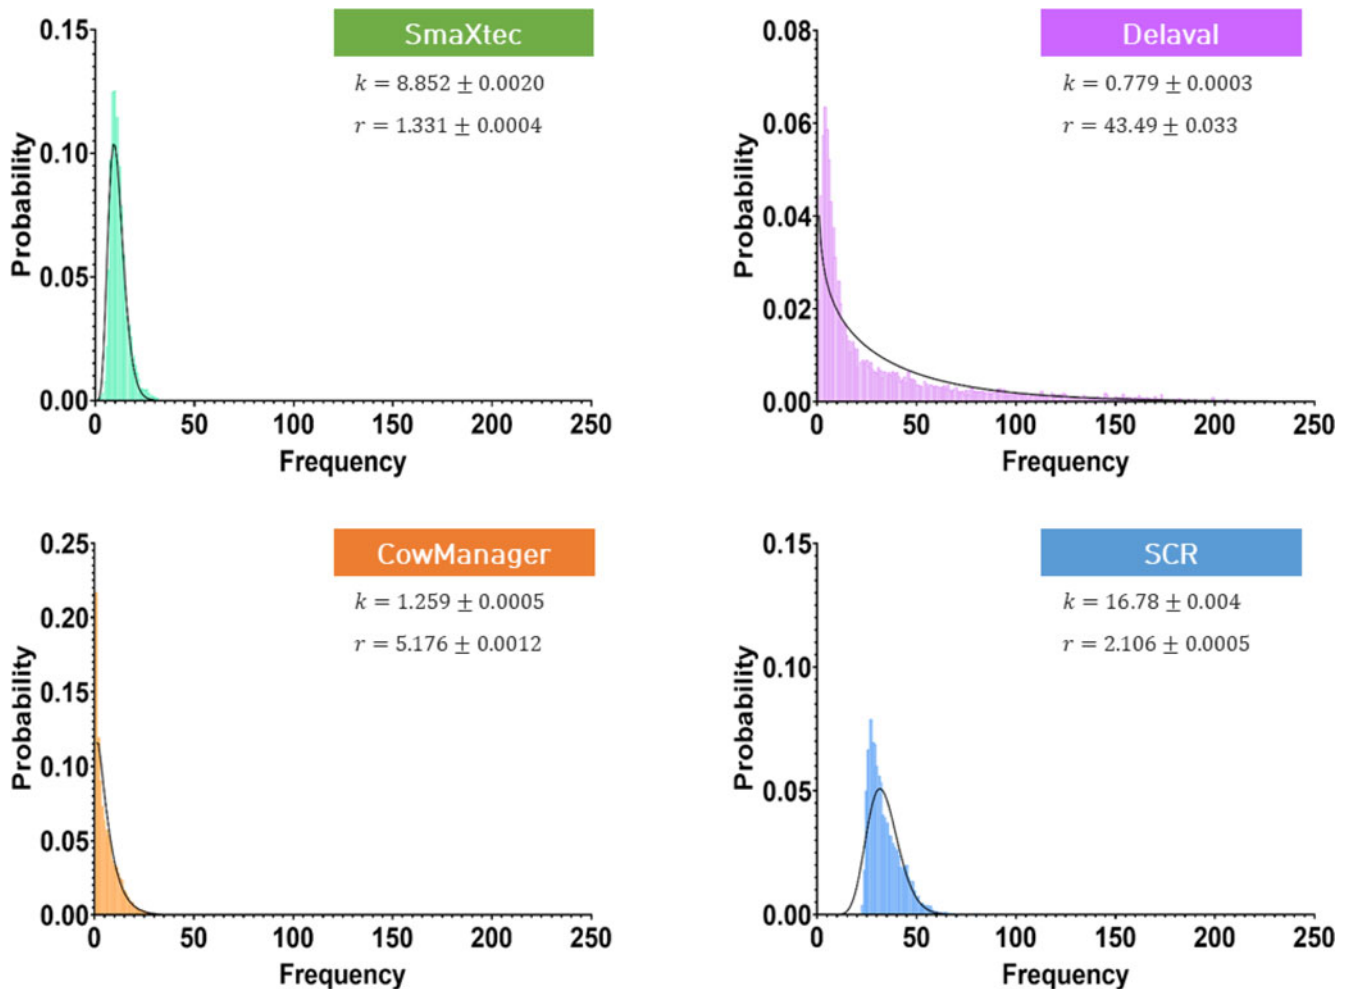 SmaXtec
k = 8.852 ± 0.0020
r = 1.331 ± 0.0004
Probability
0.15
0.10
0.05
0.00
0 50 100 150 200 250
Frequency
Delaval
k = 0.779 ± 0.0003
r = 43.49 ± 0.033
Probability
0.08
0.06
0.04
0.02
0.00
0 50 100 150 200 250
Frequency
CowManager
k = 1.259 ± 0.0005
r = 5.176 ± 0.0012
Probability
0.25
0.20
0.15
0.10
0.05
0.00
0 50 100 150 200 250
Frequency
SCR
k = 16.78 ± 0.004
r = 2.106 ± 0.0005
Probability
0.15
0.10
0.05
0.00
0 50 100 150 200 250
Frequency